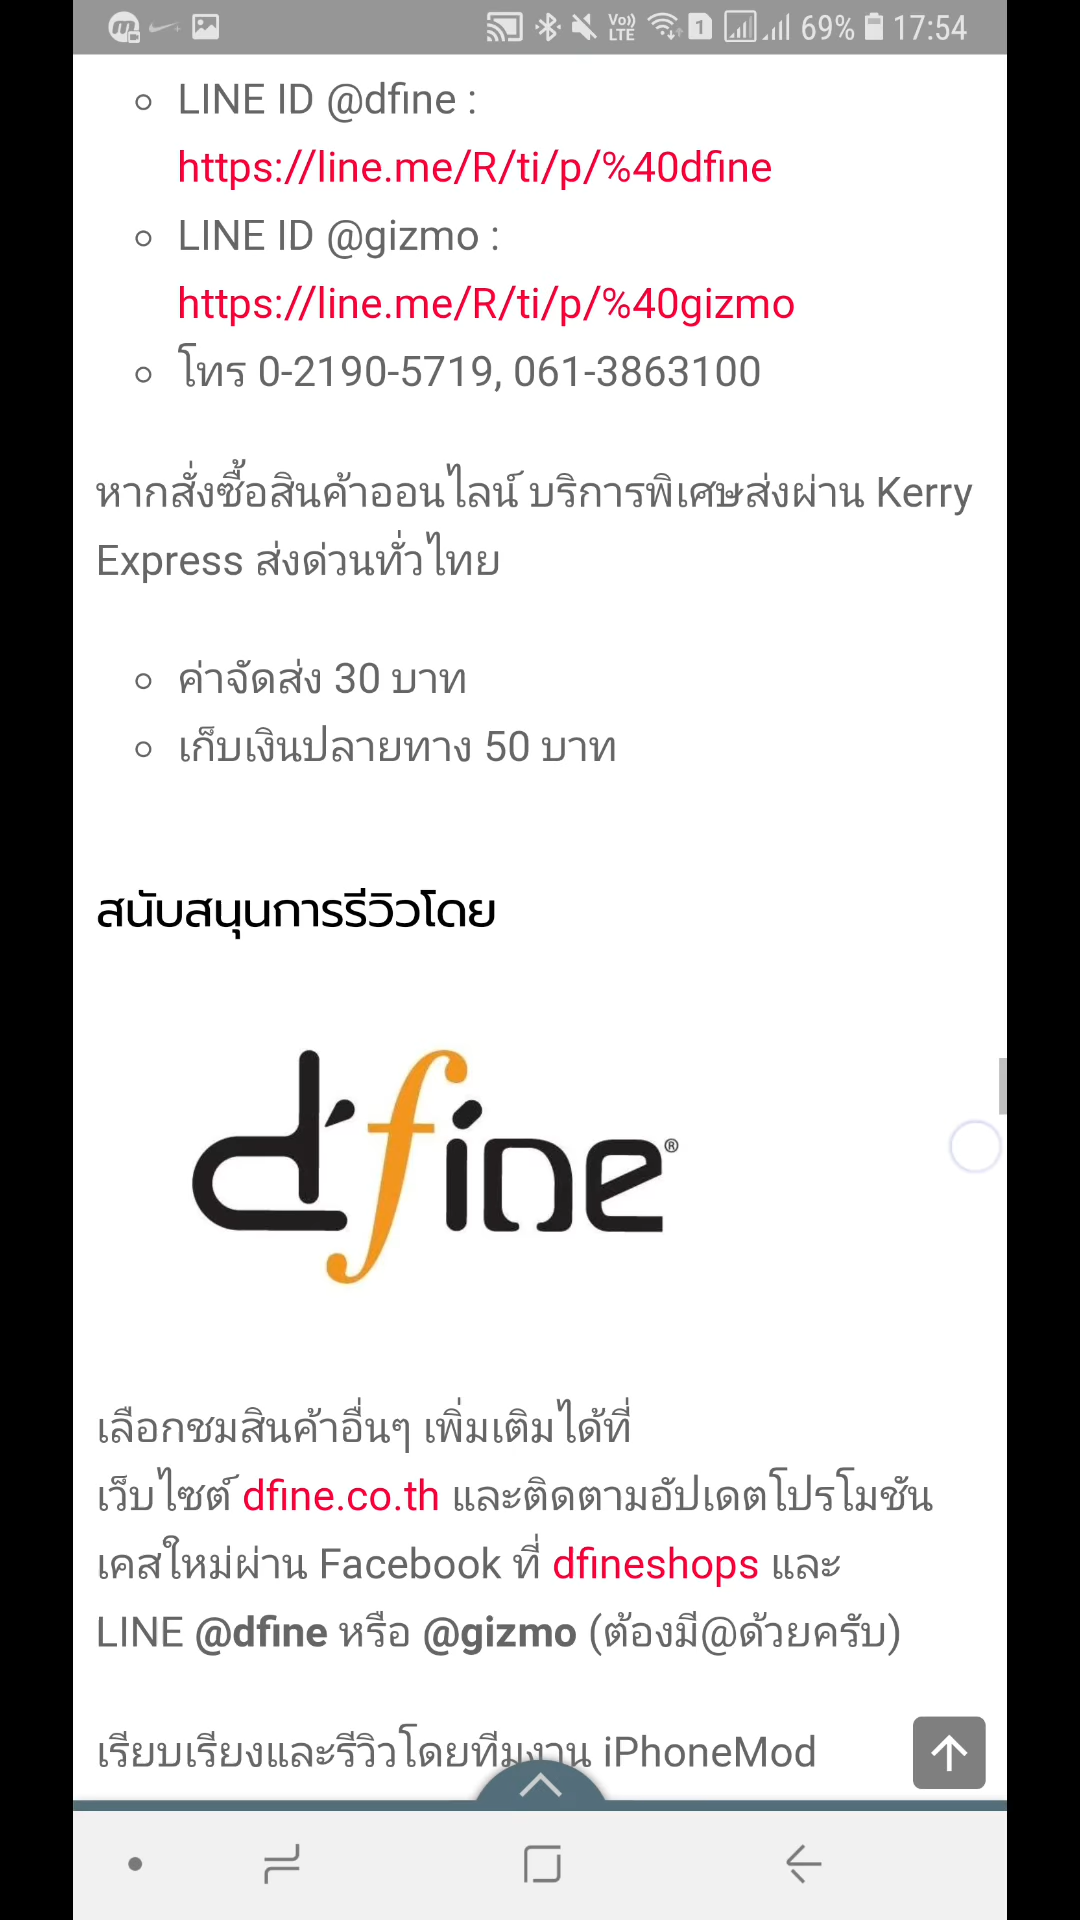 69% 17:54
LINE ID @dfine :
https://line.me/R/ti/p/%40dfine
LINE ID @gizmo :
https://line.me/R/ti/p/%40gizmo
โทร 0-2190-5719, 061-3863100
หากสั่งซื้อสินค้าออนไลน์ บริการพิเศษส่งผ่าน Kerry
Express ส่งด่วนทั่วไทย
ค่าจัดส่ง 30 บาท
เก็บเงินปลายทาง 50 บาท
สนับสนุนการรีวิวโดย
d'fine®
เลือกชมสินค้าอื่นๆ เพิ่มเติมได้ที่
เว็บไซต์ dfine.co.th และติดตามอัปเดตโปรโมชัน
เคสใหม่ผ่าน Facebook ที่ dfineshops และ
LINE @dfine หรือ @gizmo (ต้องมี@ด้วยครับ)
เรียบเรียงและรีวิวโดยทีมงาน iPhoneMod